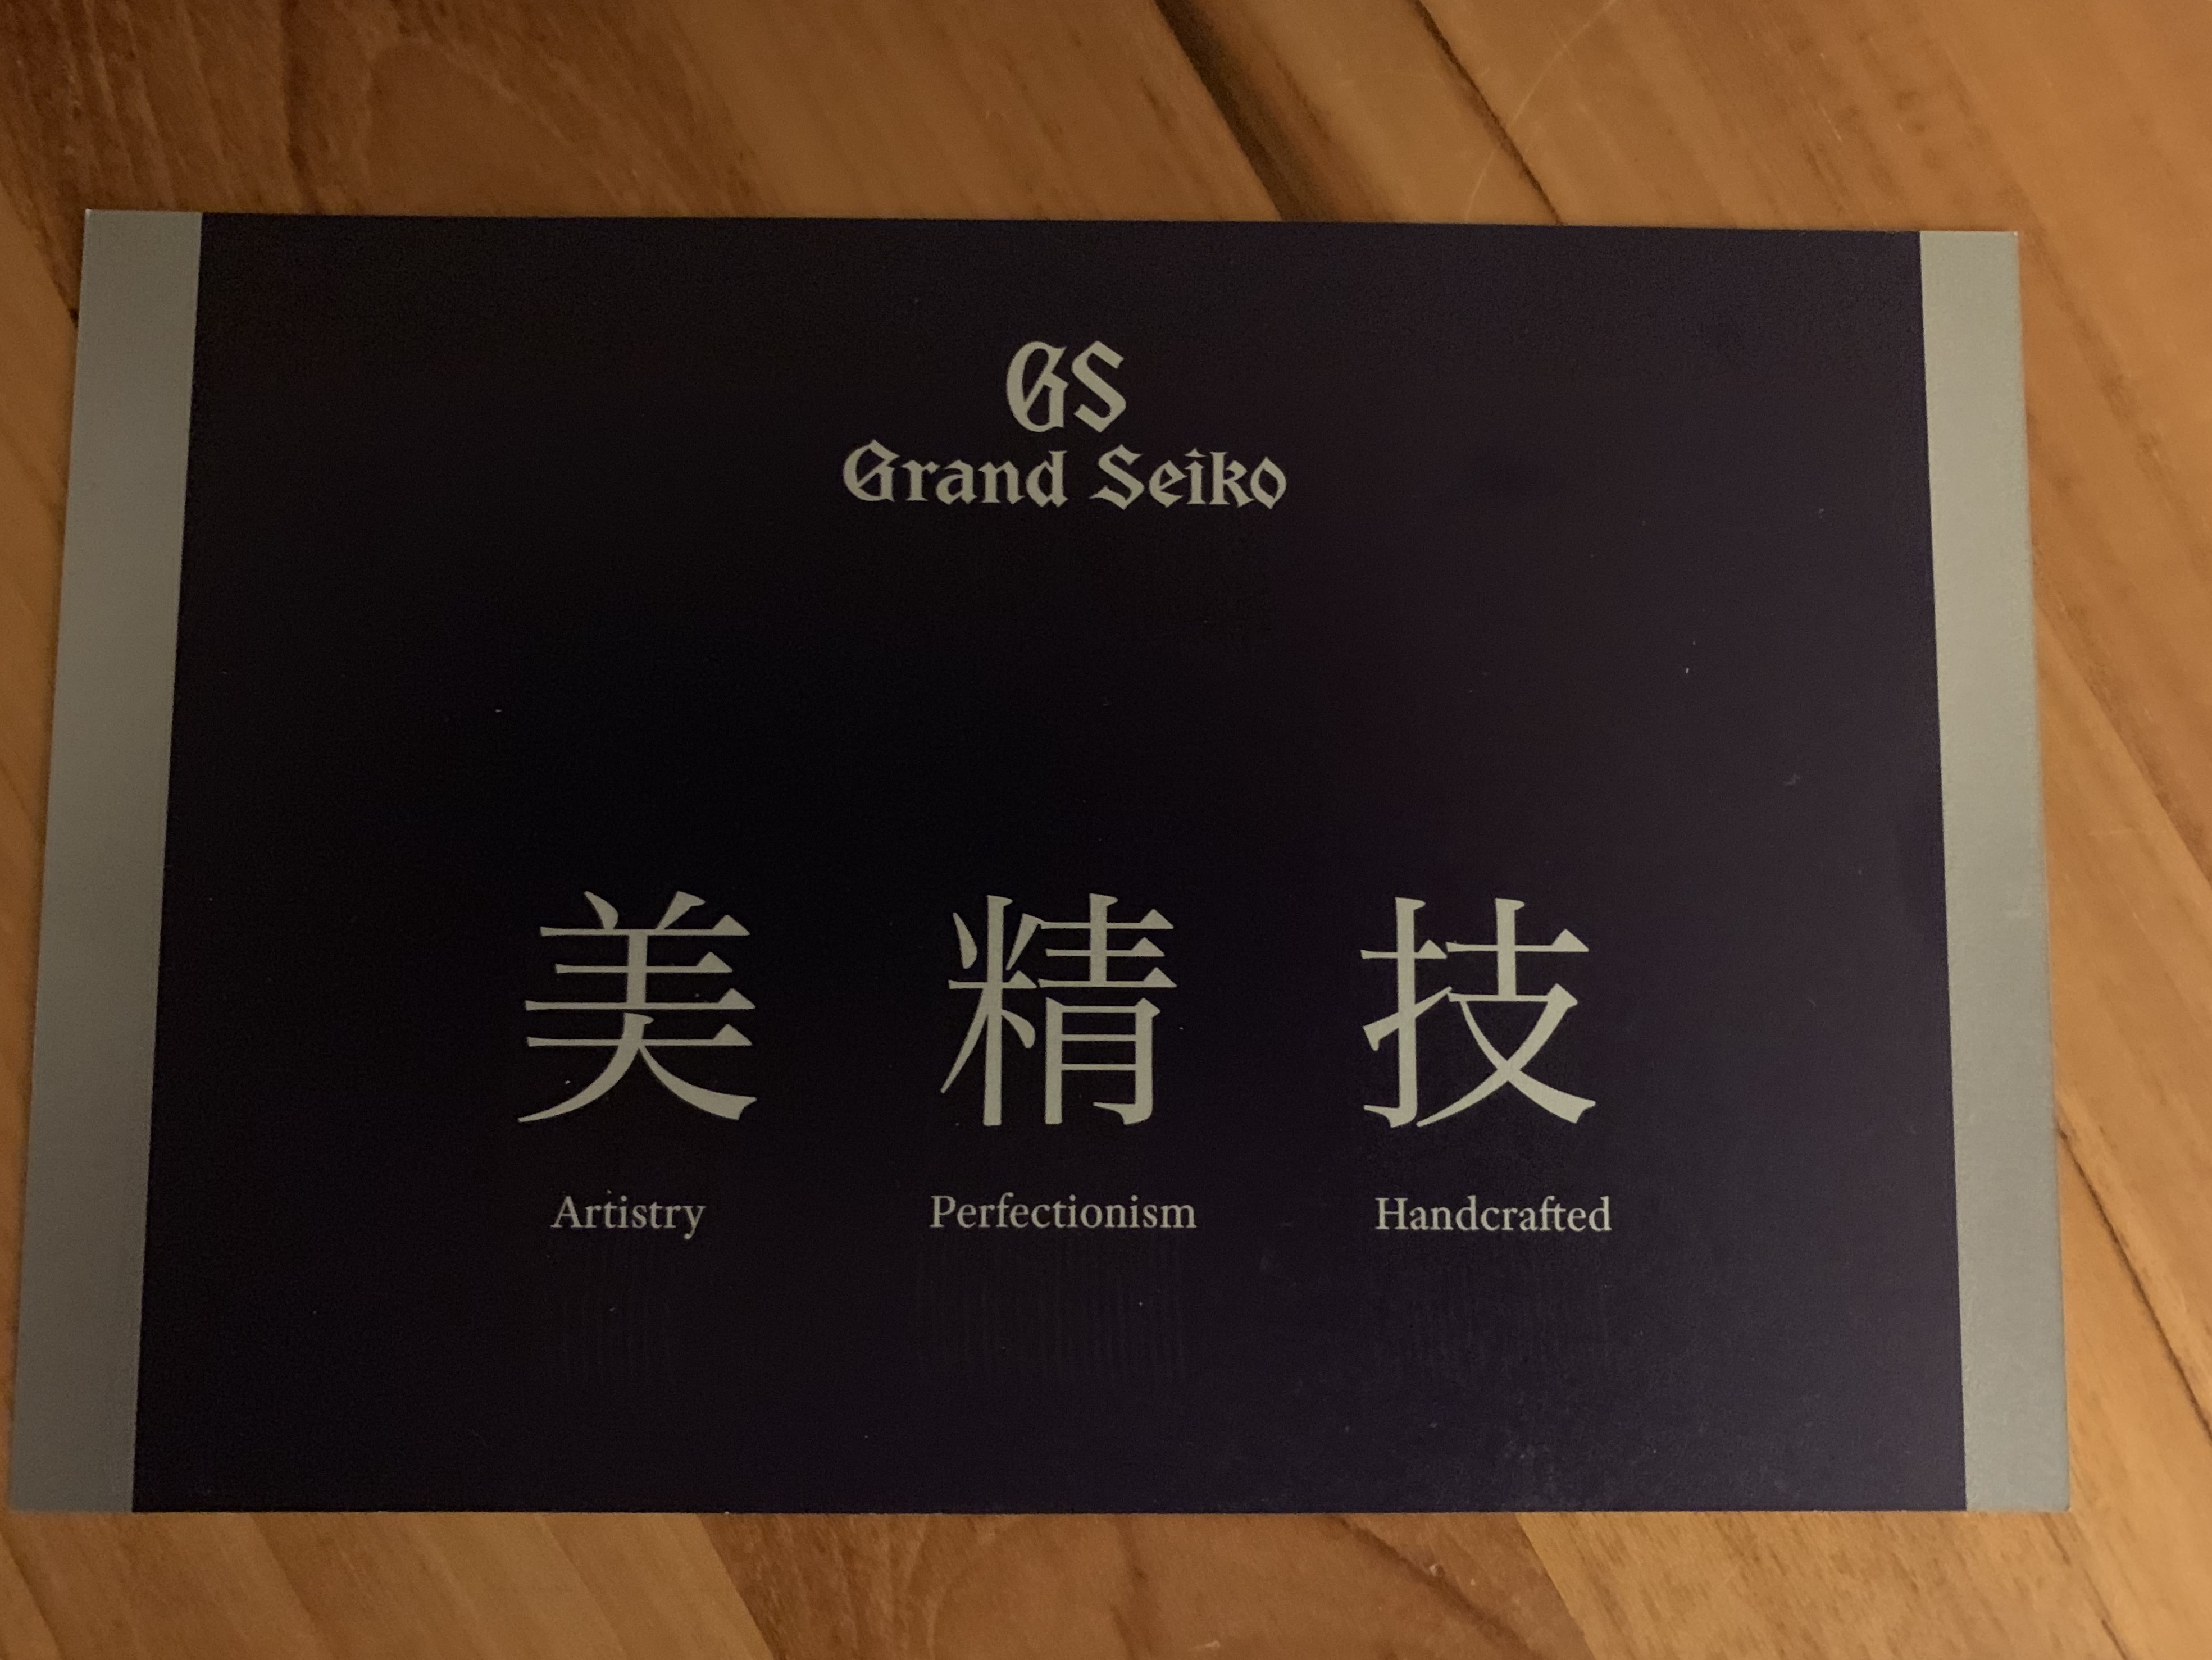 GS
Grand Seiko
美 精 技
Artistry Perfectionism Handcrafted